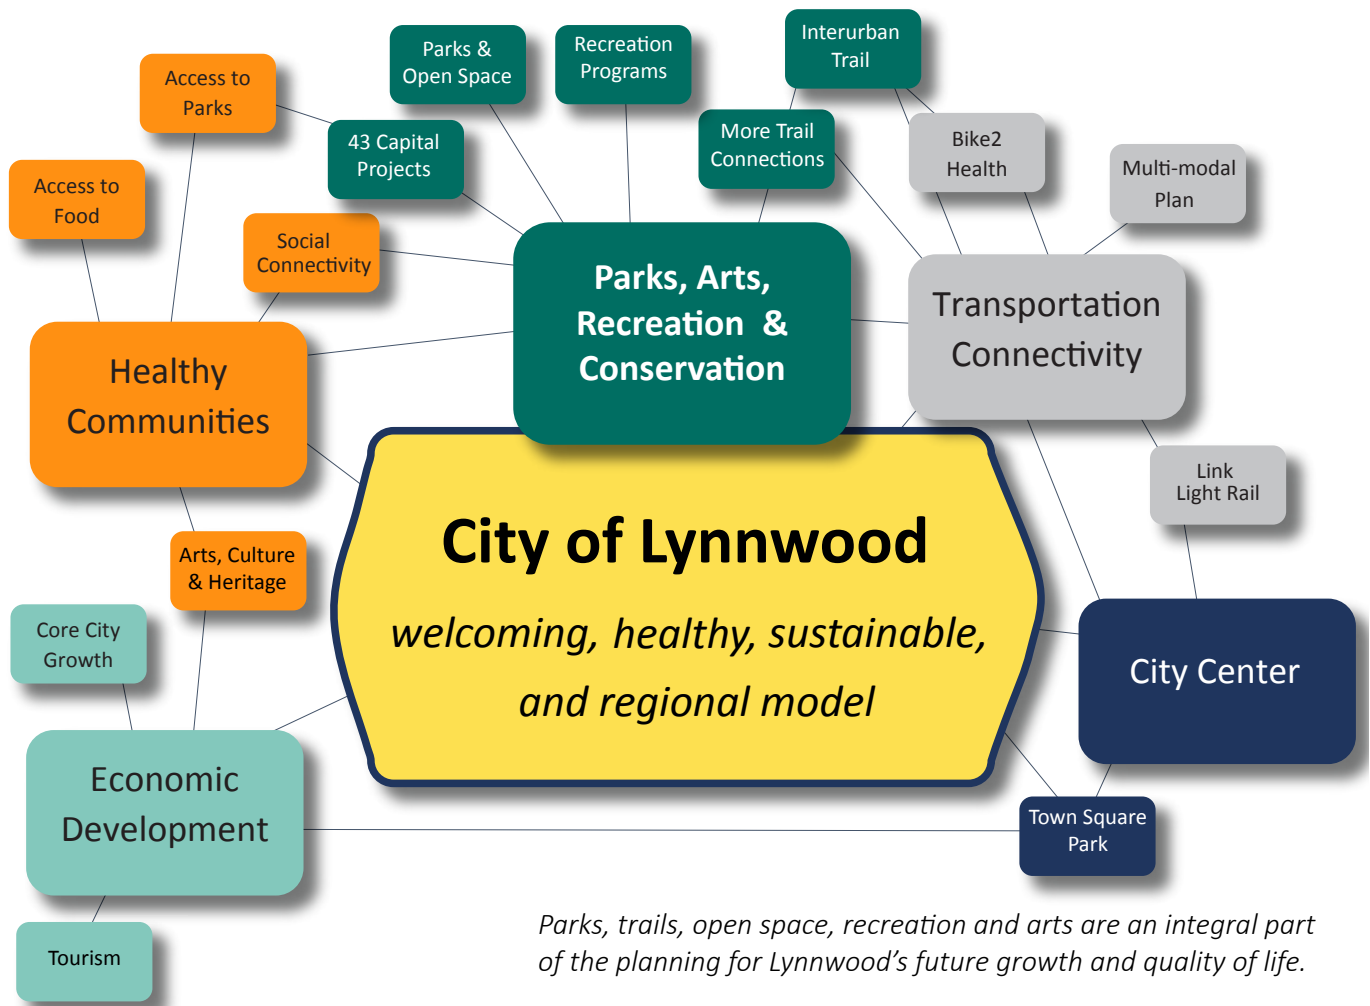 Parks &
Open Space
Recreation
Programs
Interurban
Trail
Access to
Parks
43 Capital
Projects
More Trail
Connections
Bike2
Health
Multi-modal
Plan
Access to
Food
Social
Connectivity
Parks, Arts,
Recreation &
Conservation
Transportation
Connectivity
Healthy
Communities
Link
Light Rail
City of Lynnwood
welcoming, healthy, sustainable,
and regional model
Arts, Culture
& Heritage
Core City
Growth
City Center
Economic
Development
Town Square
Park
Tourism
Parks, trails, open space, recreation and arts are an integral part
of the planning for Lynnwood’s future growth and quality of life.